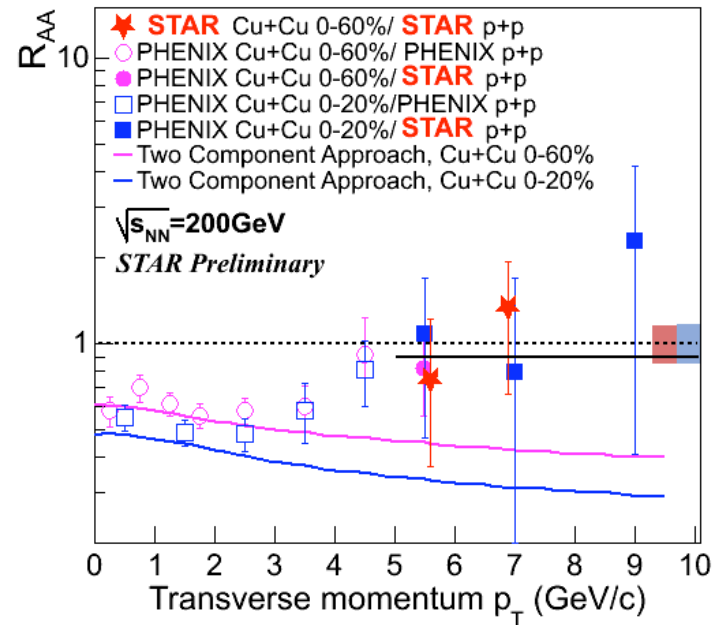 R_AA
10
1
STAR Cu+Cu 0-60%/ STAR p+p
PHENIX Cu+Cu 0-60%/ PHENIX p+p
PHENIX Cu+Cu 0-60%/ STAR p+p
PHENIX Cu+Cu 0-20%/PHENIX p+p
PHENIX Cu+Cu 0-20%/ STAR p+p
Two Component Approach, Cu+Cu 0-60%
Two Component Approach, Cu+Cu 0-20%
√s_NN=200GeV
STAR Preliminary
0 1 2 3 4 5 6 7 8 9 10
Transverse momentum p_T (GeV/c)